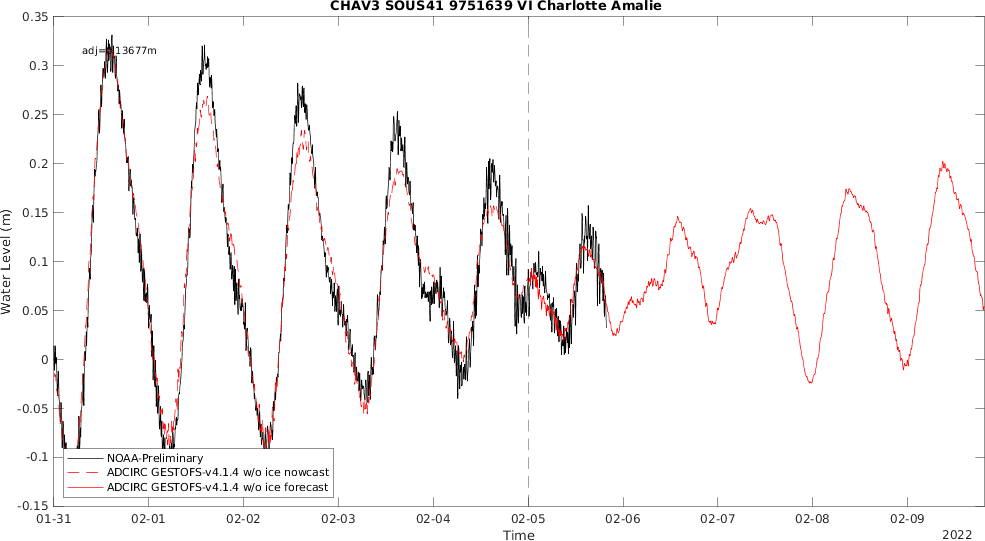 CHAV3 SOUS41 9751639 VI Charlotte Amalie
0.35
0.3
0.25
0.2
0.15
0.1
0.05
0
-0.05
-0.1
-0.15
Water Level (m)
NOAA-Preliminary
ADCIRC GESTOFS-v4.1.4 w/o ice nowcast
ADCIRC GESTOFS-v4.1.4 w/o ice forecast
01-31 02-01 02-02 02-03 02-04 02-05 02-06 02-07 02-08 02-09
Time
2022